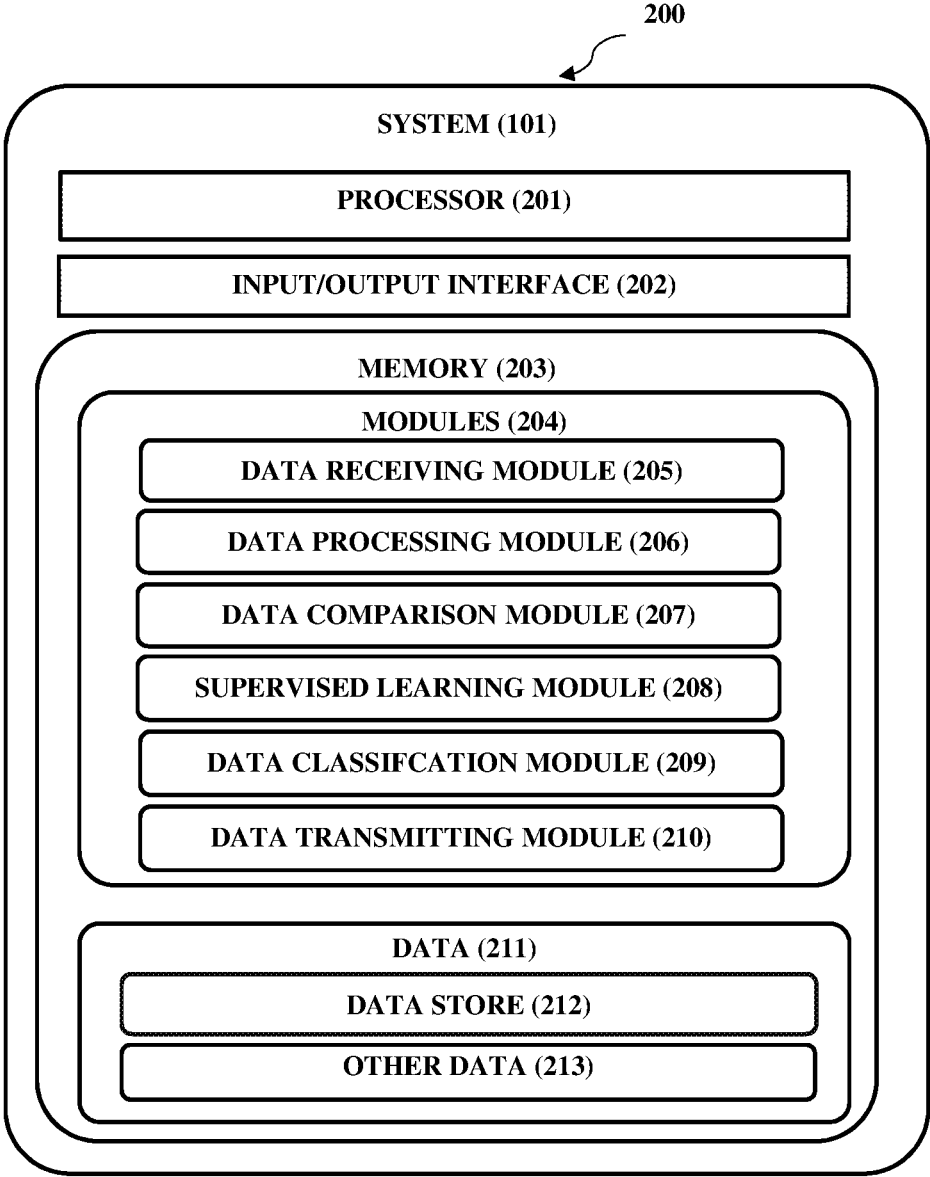 200
SYSTEM (101)
PROCESSOR (201)
INPUT/OUTPUT INTERFACE (202)
MEMORY (203)
MODULES (204)
DATA RECEIVING MODULE (205)
DATA PROCESSING MODULE (206)
DATA COMPARISON MODULE (207)
SUPERVISED LEARNING MODULE (208)
DATA CLASSIFCATION MODULE (209)
DATA TRANSMITTING MODULE (210)
DATA (211)
DATA STORE (212)
OTHER DATA (213)